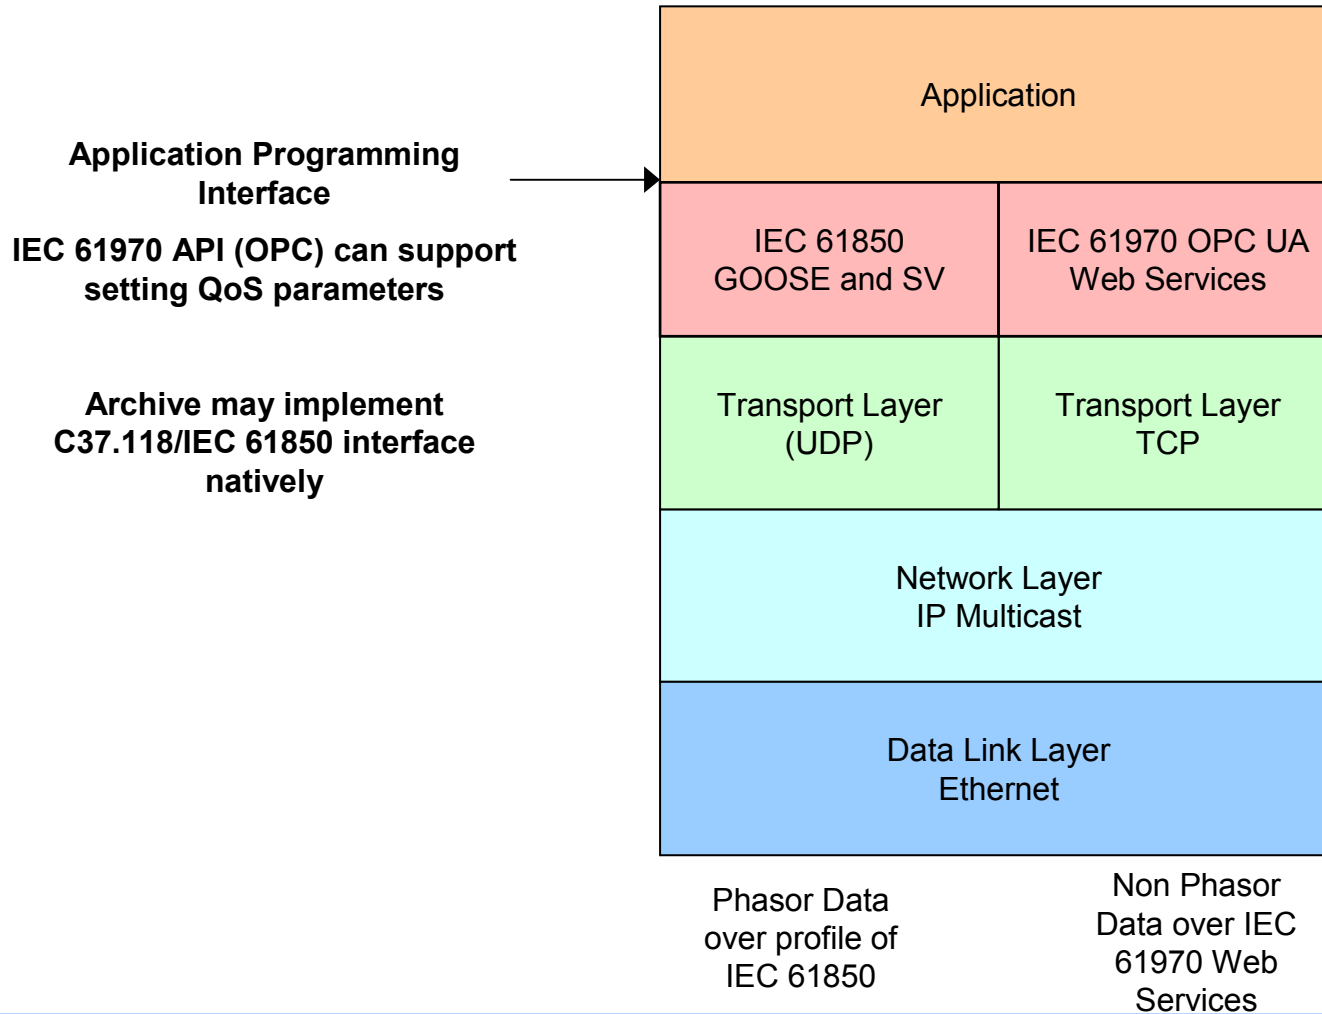 Application
Application Programming
Interface
IEC 61970 API (OPC) can support
setting QoS parameters
Archive may implement
C37.118/IEC 61850 interface
natively
IEC 61850
GOOSE and SV
IEC 61970 OPC UA
Web Services
Transport Layer
(UDP)
Transport Layer
TCP
Network Layer
IP Multicast
Data Link Layer
Ethernet
Phasor Data
over profile of
IEC 61850
Non Phasor
Data over IEC
61970 Web
Services